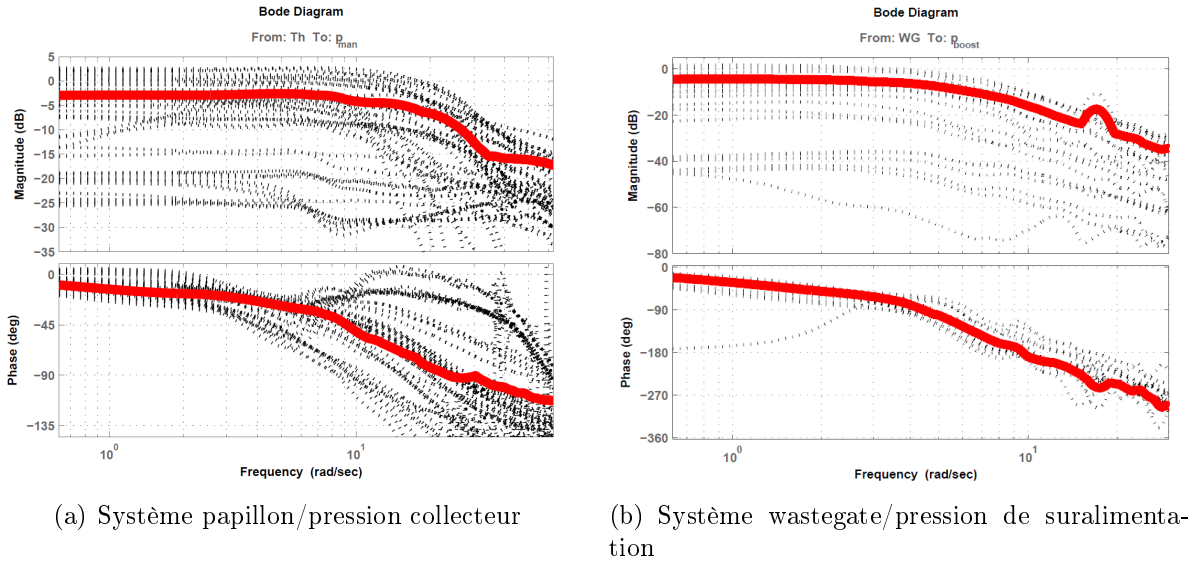 Bode Diagram
From: Th To: pman
Magnitude (dB)
5
0
−5
−10
−15
−20
−25
−30
−35
Phase (deg)
0
−45
−90
−135
10^0
10^1
Frequency (rad/sec)
(a) Système papillon/pression collecteur
Bode Diagram
From: WG To: pboost
Magnitude (dB)
0
−20
−40
−60
−80
Phase (deg)
0
−90
−180
−270
−360
10^0
10^1
Frequency (rad/sec)
(b) Système wastegate/pression de suralimenta-
tion